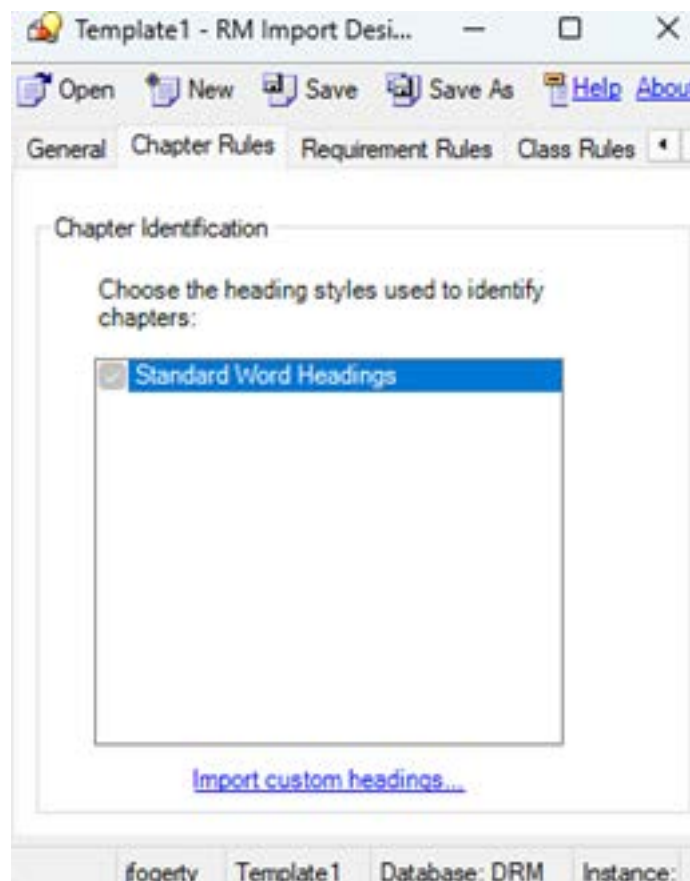 Template1 - RM Import Desi...
Open New Save Save As Help Abou
General Chapter Rules Requirement Rules Class Rules
Chapter Identification
Choose the heading styles used to identify
chapters:
Standard Word Headings
Import custom headings...
jfogerty Template1 Database: DRM Instance: